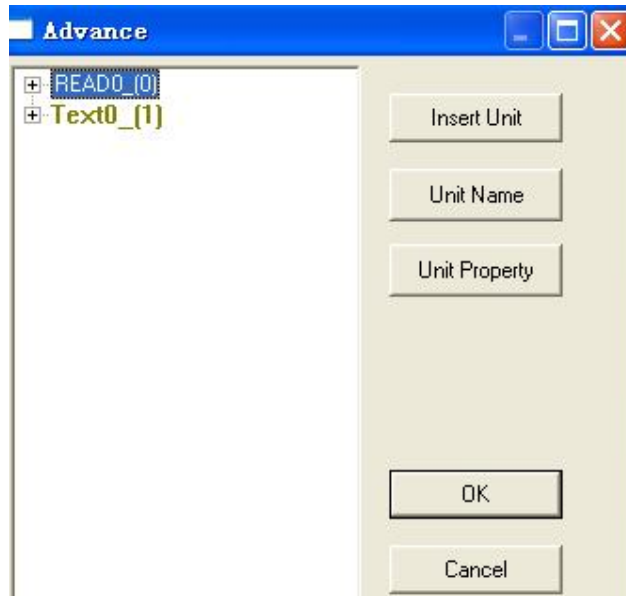 Advance
READ0_(0)
Text0_(1)
Insert Unit
Unit Name
Unit Property
OK
Cancel